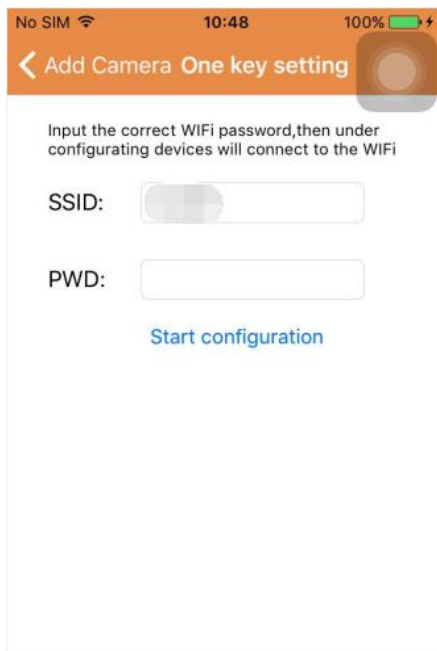 No SIM 10:48 100%
Add Camera One key setting
Input the correct WIFi password,then under
configurating devices will connect to the WIFi
SSID:
PWD:
Start configuration